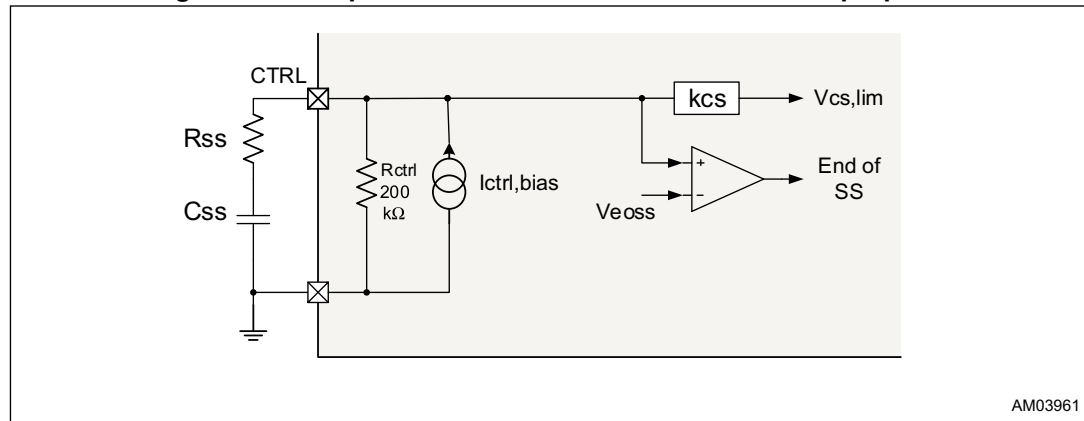 CTRL
kcs
Vcs,lim
Rss
Rctrl
200
kΩ
Ictrl,bias
+
End of
SS
Css
Veoss
-
AM03961